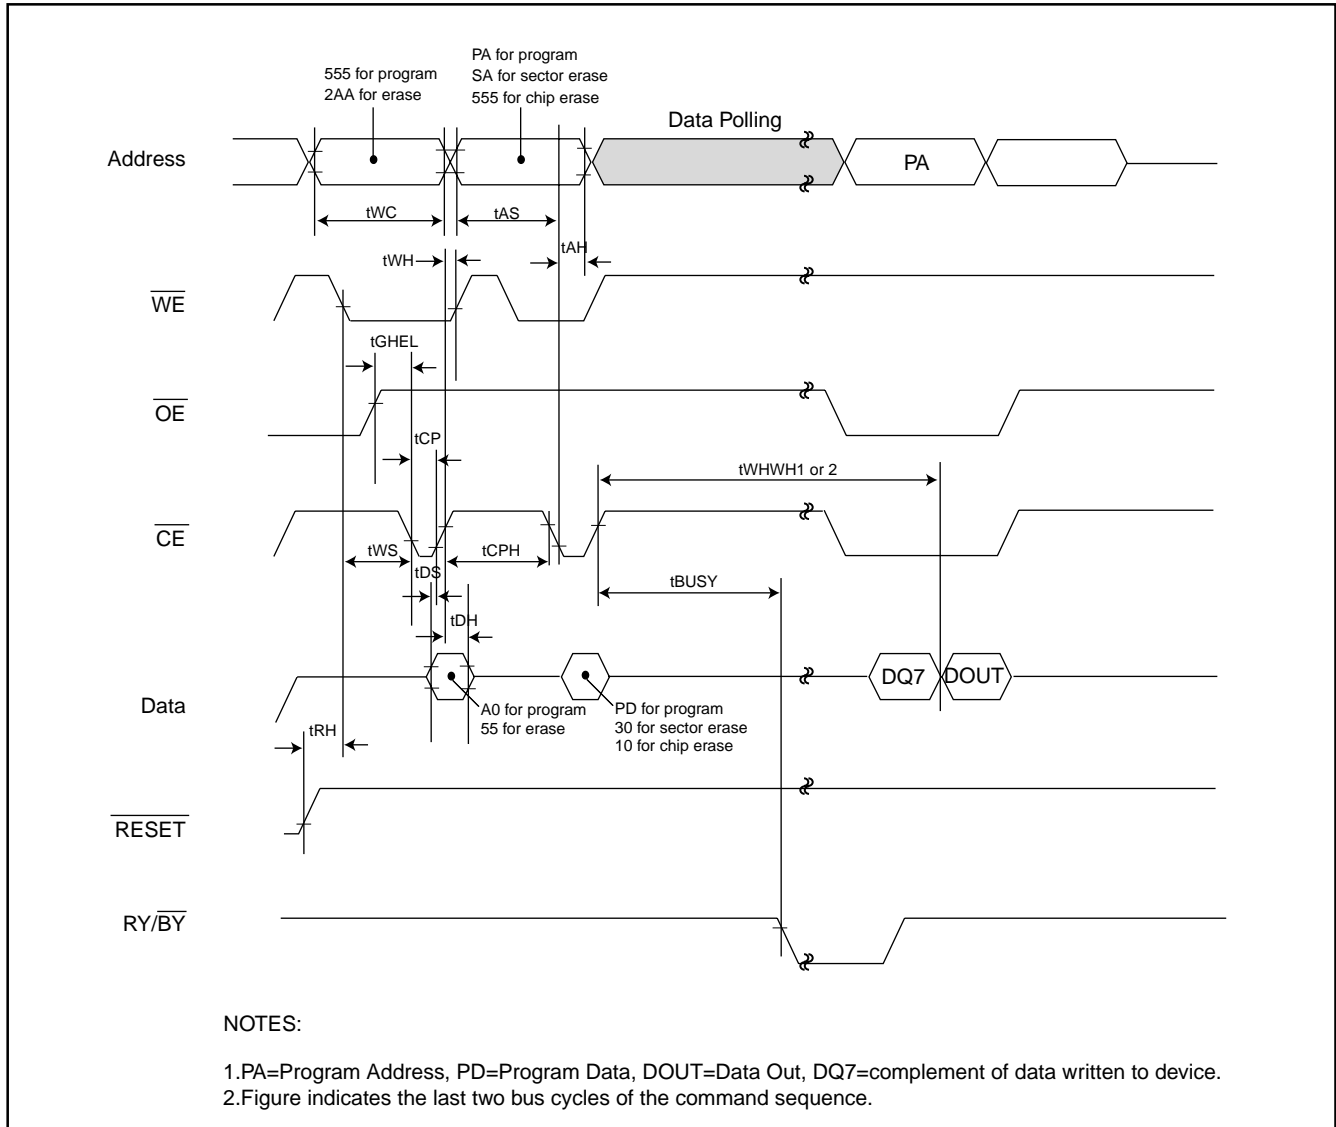 555 for program
2AA for erase
PA for program
SA for sector erase
555 for chip erase
Data Polling
Address
PA
tWC
tAS
tAH
tWH
WE
tGHEL
OE
tCP
tWHWH1 or 2
CE
tWS
tCPH
tDS
tBUSY
tDH
DQ7
DOUT
Data
A0 for program
55 for erase
PD for program
30 for sector erase
10 for chip erase
tRH
RESET
RY/BY
NOTES:
1.PA=Program Address, PD=Program Data, DOUT=Data Out, DQ7=complement of data written to device.
2.Figure indicates the last two bus cycles of the command sequence.